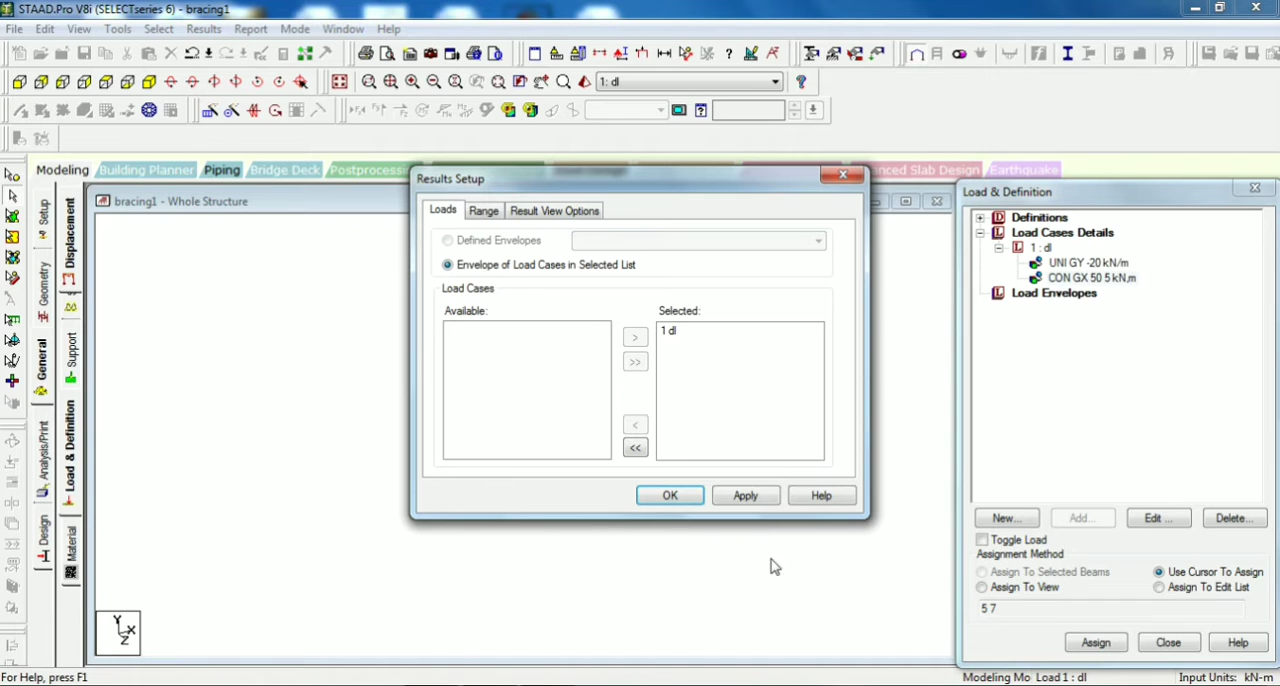 STAAD.Pro V8i (SELECTseries 6) - bracing1
File Edit View Tools Select Results Report Mode Window Help
1: dl
Modeling Building Planner Piping Bridge Deck Postprocessi Slab Design Earthquake
bracing1 - Whole Structure
Setup
Geometry
General
Analysis/Print
Design
Displacement
Support
Load & Definition
Material
Results Setup
Loads Range Result View Options
Defined Envelopes
Envelope of Load Cases in Selected List
Load Cases
Available: Selected:
1 dl
>
>>
<
<<
OK Apply Help
Load & Definition
D Definitions
L Load Cases Details
L 1 : dl
UNI GY -20 kN/m
CON GX 50 5 kN,m
L Load Envelopes
New... Add... Edit ... Delete...
Toggle Load
Assignment Method
Assign To Selected Beams Use Cursor To Assign
Assign To View Assign To Edit List
5 7
Assign Close Help
Y
X
Z
For Help, press F1 Modeling Mo Load 1 : dl Input Units: kN-m